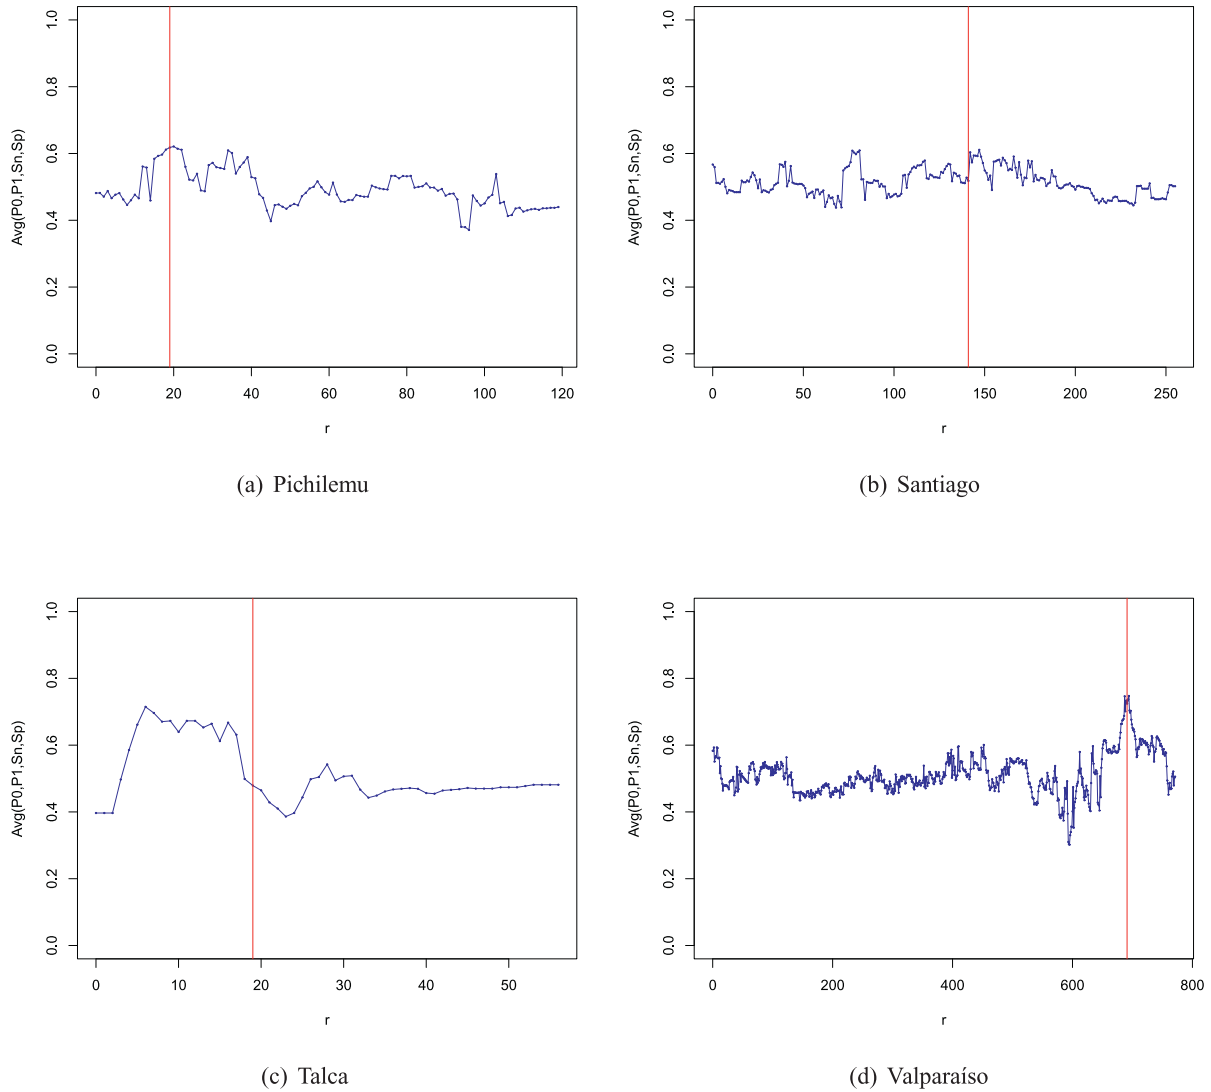 1.0
0.8
0.6
0.4
0.2
0.0
Avg(P0,P1,Sn,Sp)
0 20 40 60 80 100 120
r
(a) Pichilemu
1.0
0.8
0.6
0.4
0.2
0.0
Avg(P0,P1,Sn,Sp)
0 50 100 150 200 250
r
(b) Santiago
1.0
0.8
0.6
0.4
0.2
0.0
Avg(P0,P1,Sn,Sp)
0 10 20 30 40 50
r
(c) Talca
1.0
0.8
0.6
0.4
0.2
0.0
Avg(P0,P1,Sn,Sp)
0 200 400 600 800
r
(d) Valparaíso